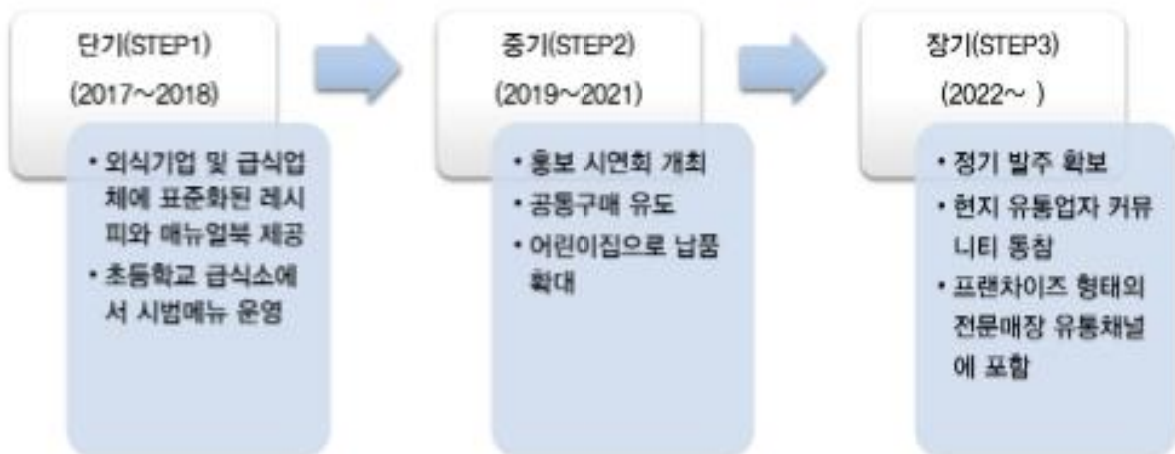 단기(STEP1)
(2017~2018)
• 외식기업 및 급식업
체에 표준화된 레시
피와 매뉴얼북 제공
• 초등학교 급식소에
서 시범메뉴 운영
중기(STEP2)
(2019~2021)
• 홍보 시연회 개최
• 공동구매 유도
• 어린이집으로 납품
확대
장기(STEP3)
(2022~ )
• 정기 발주 확보
• 현지 유통업자 커뮤
니티 동참
• 프랜차이즈 형태의
전문매장 유통채널
에 포함